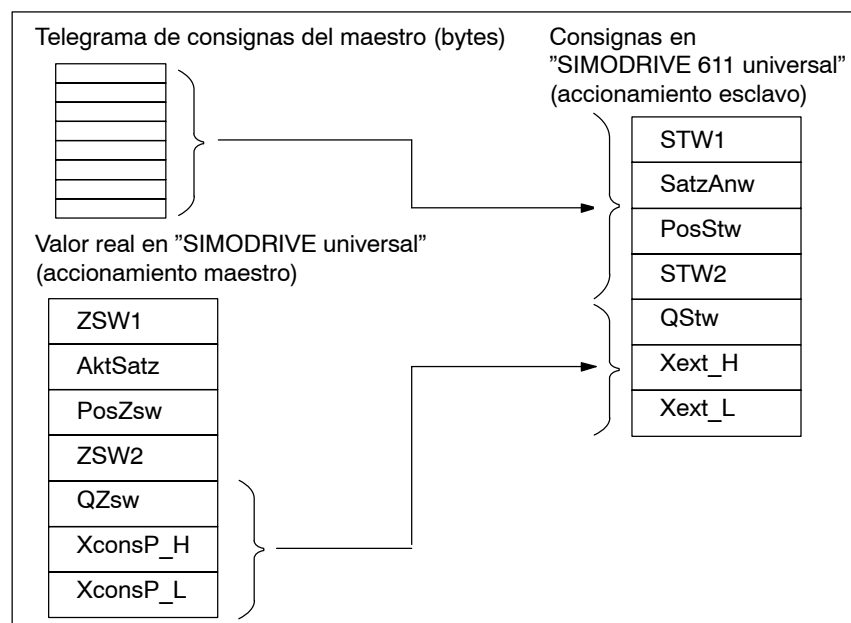 Telegrama de consignas del maestro (bytes)
Valor real en ”SIMODRIVE universal”
(accionamiento maestro)
ZSW1
AktSatz
PosZsw
ZSW2
QZsw
XconsP_H
XconsP_L
Consignas en
”SIMODRIVE 611 universal”
(accionamiento esclavo)
STW1
SatzAnw
PosStw
STW2
QStw
Xext_H
Xext_L